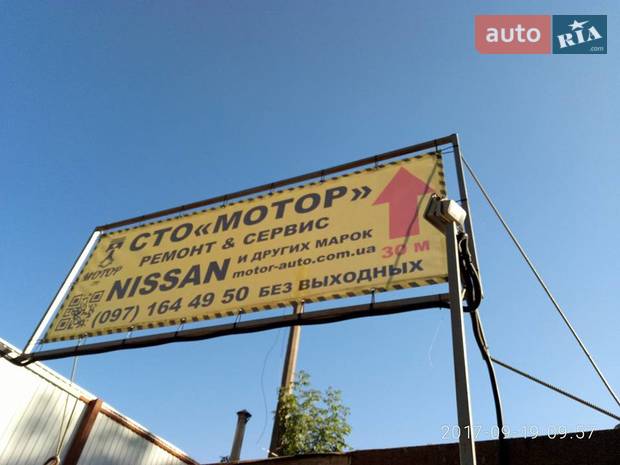 auto RIA.com
СТО«МОТОР»
РЕМОНТ & СЕРВИС
МОТОР
NISSAN И ДРУГИХ МАРОК
motor-auto.com.ua
30 М
(097) 164 49 50 БЕЗ ВЫХОДНЫХ
2017-09-19 09:57